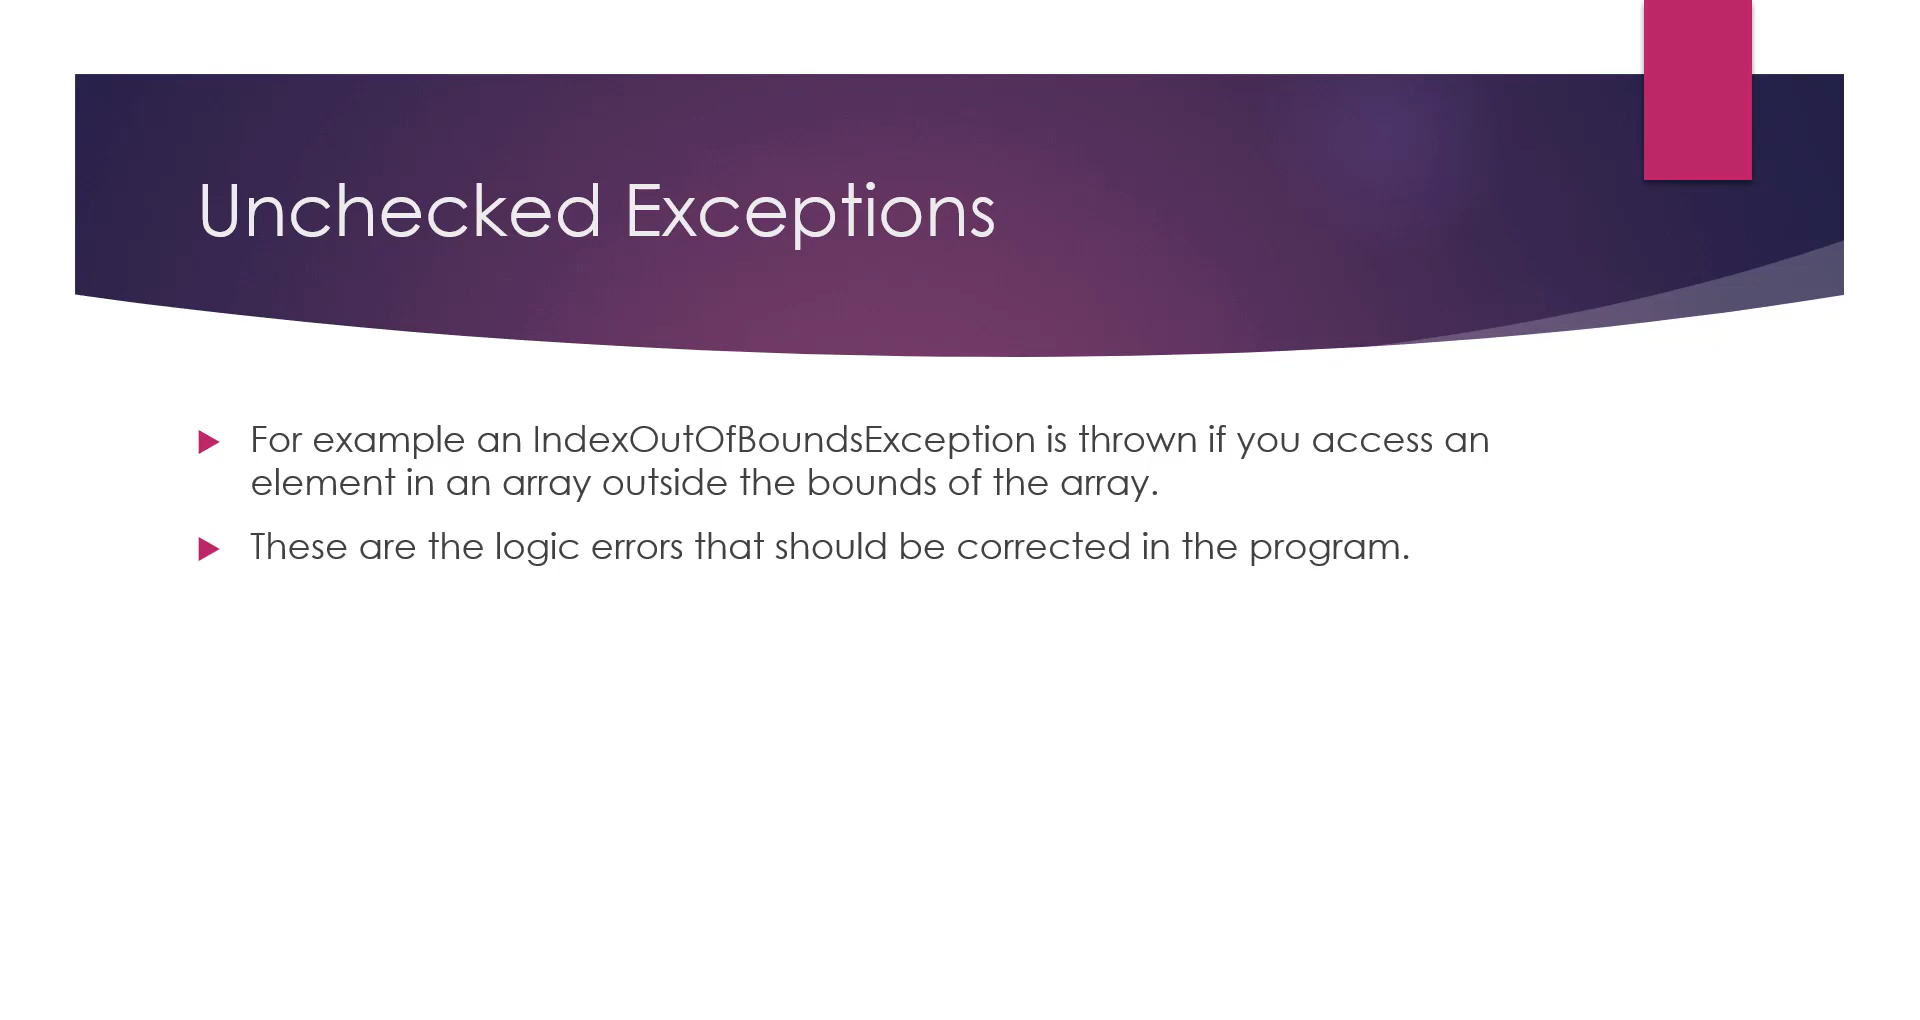 Unchecked Exceptions
For example an IndexOutOfBoundsException is thrown if you access an
element in an array outside the bounds of the array.
These are the logic errors that should be corrected in the program.